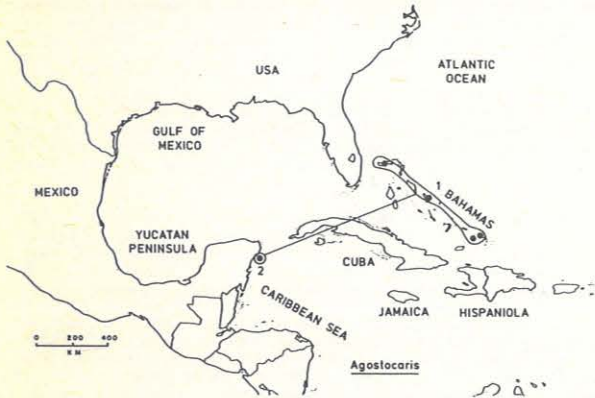 ATLANTIC
OCEAN
USA
GULF OF
MEXICO
MEXICO
1 BAHAMAS
YUCATAN
PENINSULA
2
CUBA
CARIBBEAN SEA
JAMAICA
HISPANIOLA
0 200 400
KM
Agostocaris